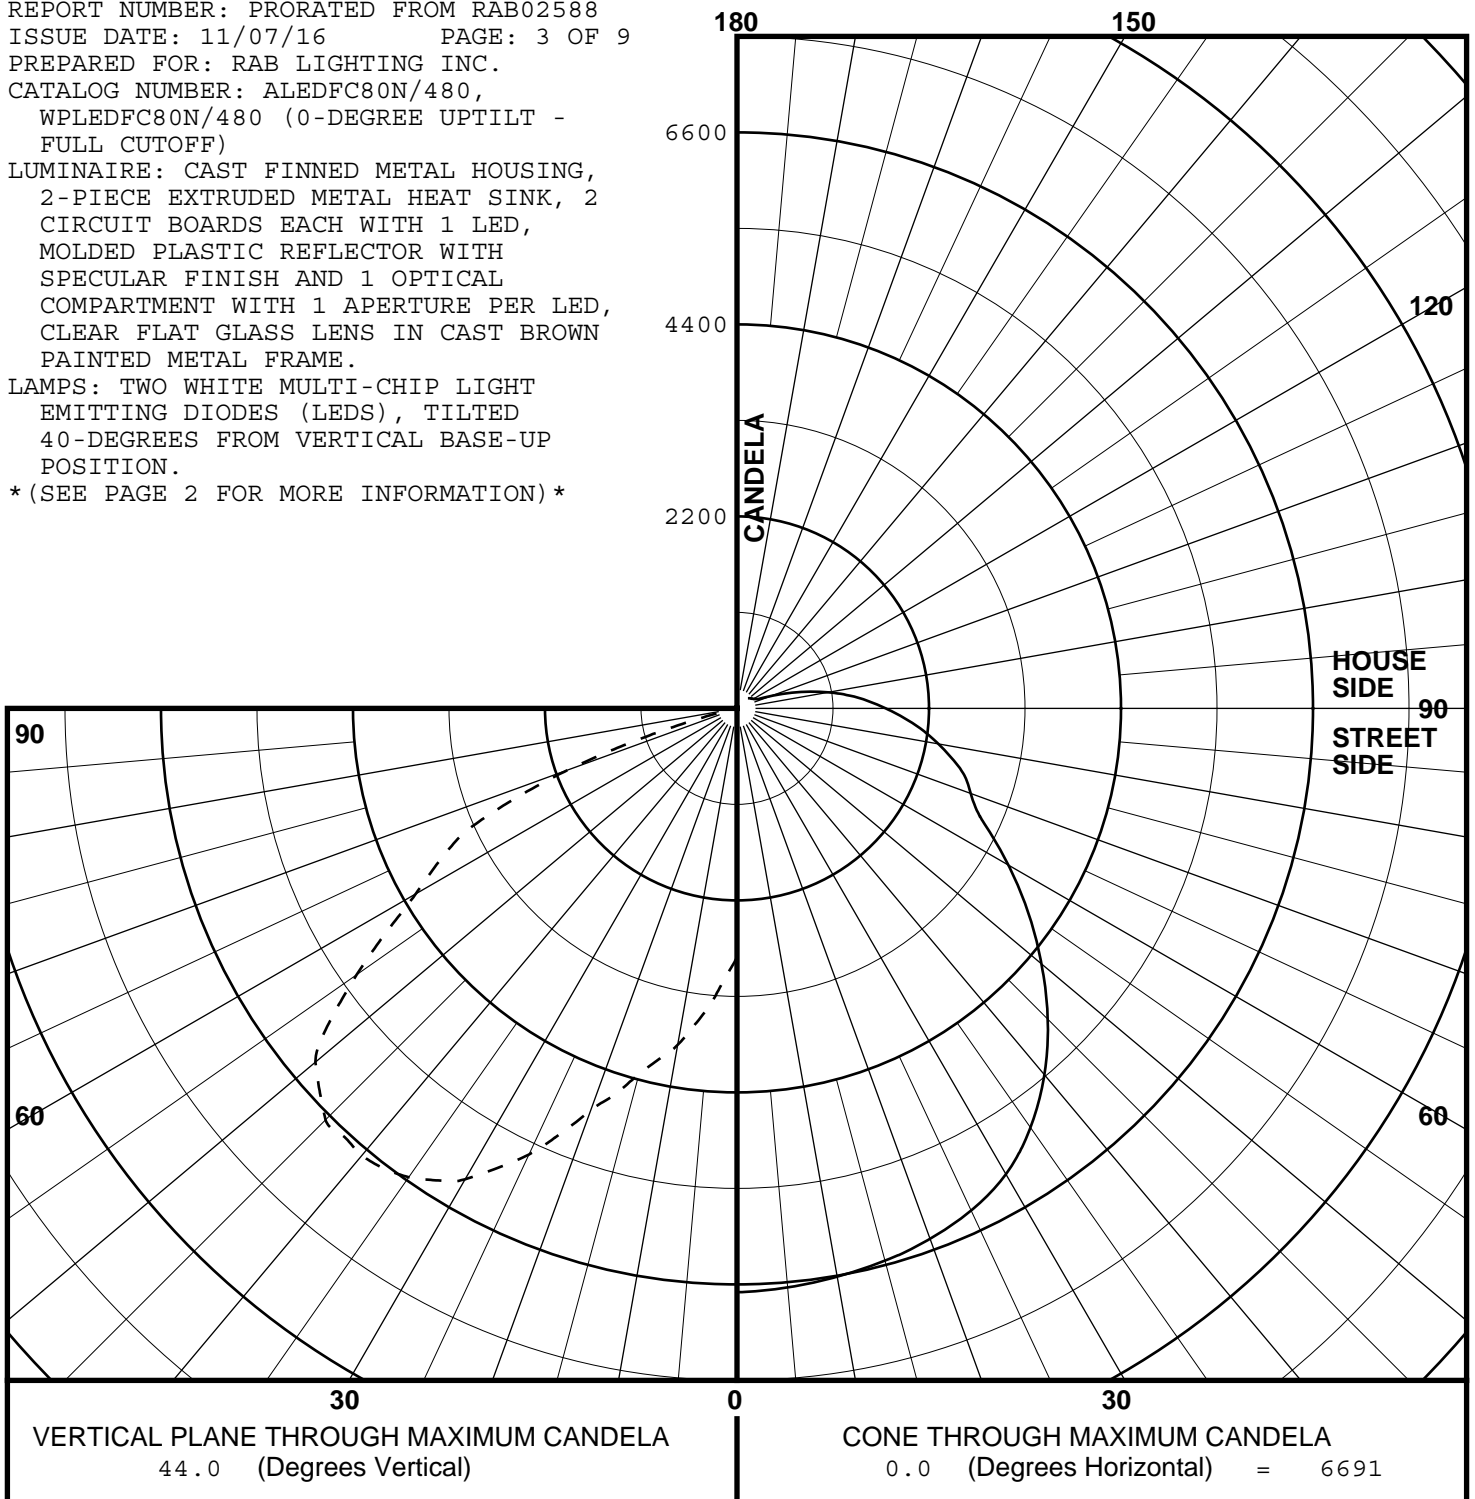 REPORT NUMBER: PRORATED FROM RAB02588
ISSUE DATE: 11/07/16 PAGE: 3 OF 9
PREPARED FOR: RAB LIGHTING INC.
CATALOG NUMBER: ALEDFC80N/480,
WPLEDFC80N/480 (0-DEGREE UPTILT -
FULL CUTOFF)
LUMINAIRE: CAST FINNED METAL HOUSING,
2-PIECE EXTRUDED METAL HEAT SINK, 2
CIRCUIT BOARDS EACH WITH 1 LED,
MOLDED PLASTIC REFLECTOR WITH
SPECULAR FINISH AND 1 OPTICAL
COMPARTMENT WITH 1 APERTURE PER LED,
CLEAR FLAT GLASS LENS IN CAST BROWN
PAINTED METAL FRAME.
LAMPS: TWO WHITE MULTI-CHIP LIGHT
EMITTING DIODES (LEDS), TILTED
40-DEGREES FROM VERTICAL BASE-UP
POSITION.
*(SEE PAGE 2 FOR MORE INFORMATION)*
180
150
6600
120
4400
CANDELA
2200
HOUSE
SIDE
90
90
STREET
SIDE
60
60
30
0
30
VERTICAL PLANE THROUGH MAXIMUM CANDELA
44.0 (Degrees Vertical)
CONE THROUGH MAXIMUM CANDELA
0.0 (Degrees Horizontal) = 6691